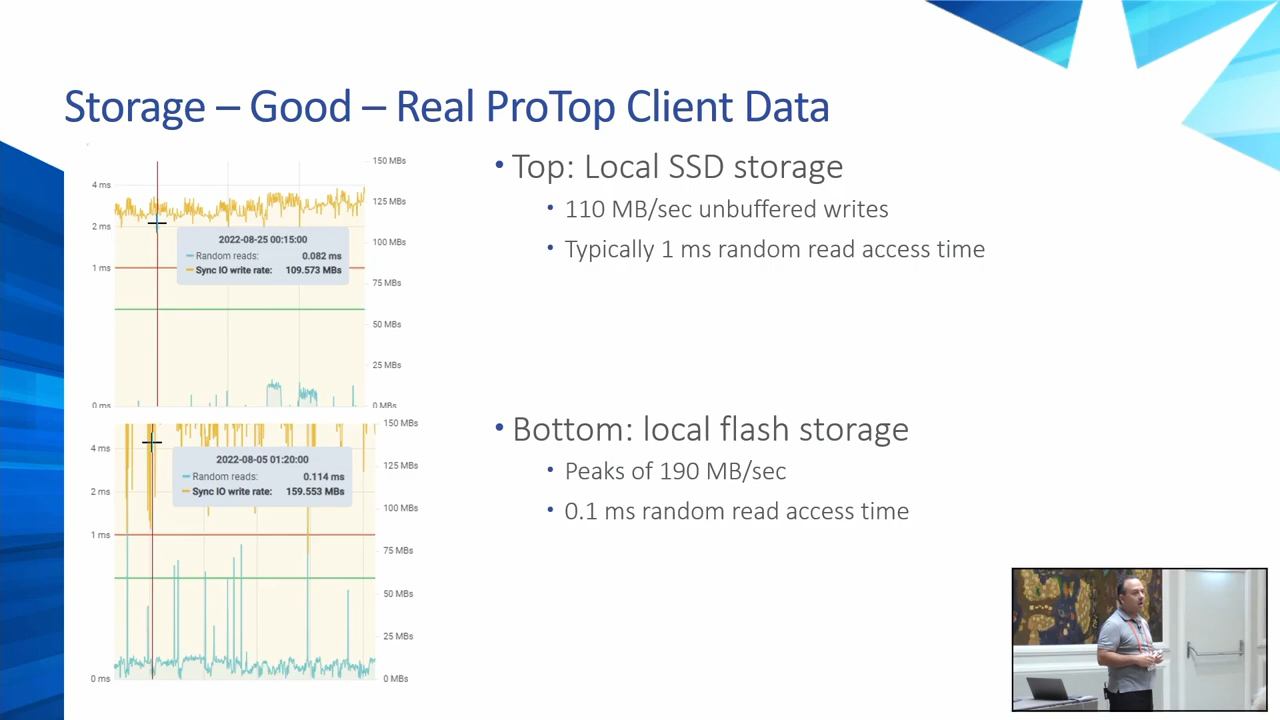 Storage – Good – Real ProTop Client Data
150 MBs
4 ms
125 MBs
2 ms
100 MBs
2022-08-25 00:15:00
Random reads: 0.082 ms
Sync IO write rate: 109.573 MBs
1 ms
75 MBs
50 MBs
25 MBs
0 ms
0 MBs
• Top: Local SSD storage
• 110 MB/sec unbuffered writes
• Typically 1 ms random read access time
150 MBs
4 ms
125 MBs
2022-08-05 01:20:00
Random reads: 0.114 ms
Sync IO write rate: 159.553 MBs
2 ms
100 MBs
1 ms
75 MBs
50 MBs
25 MBs
0 ms
0 MBs
• Bottom: local flash storage
• Peaks of 190 MB/sec
• 0.1 ms random read access time